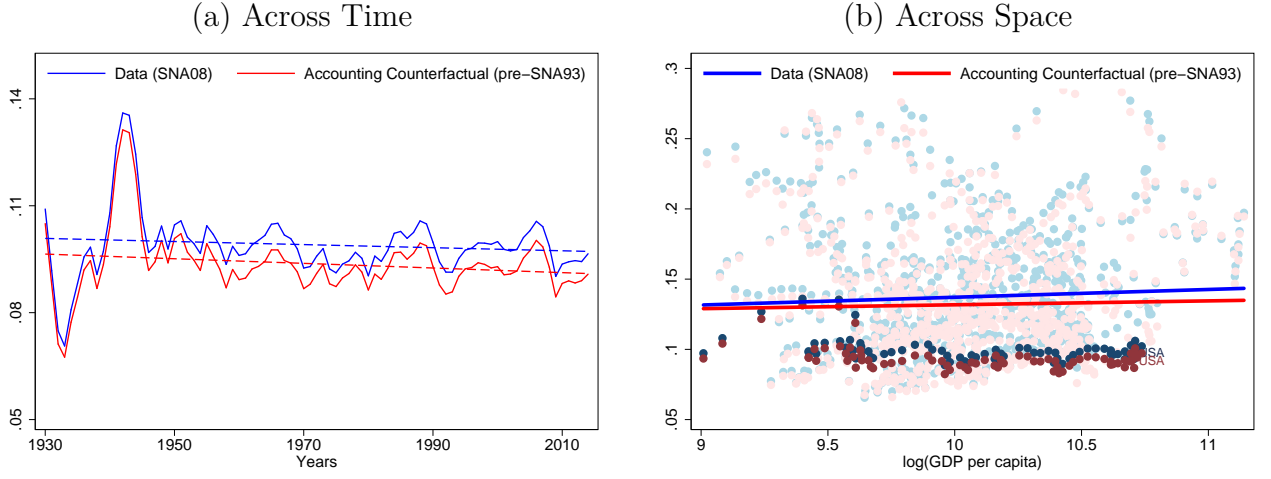 (a) Across Time
Data (SNA08)
Accounting Counterfactual (pre−SNA93)
.14
.11
.08
.05
1930
1950
1970
1990
2010
Years
(b) Across Space
Data (SNA08)
Accounting Counterfactual (pre−SNA93)
.3
.25
.2
.15
.1
.05
USA
USA
9
9.5
10
10.5
11
log(GDP per capita)